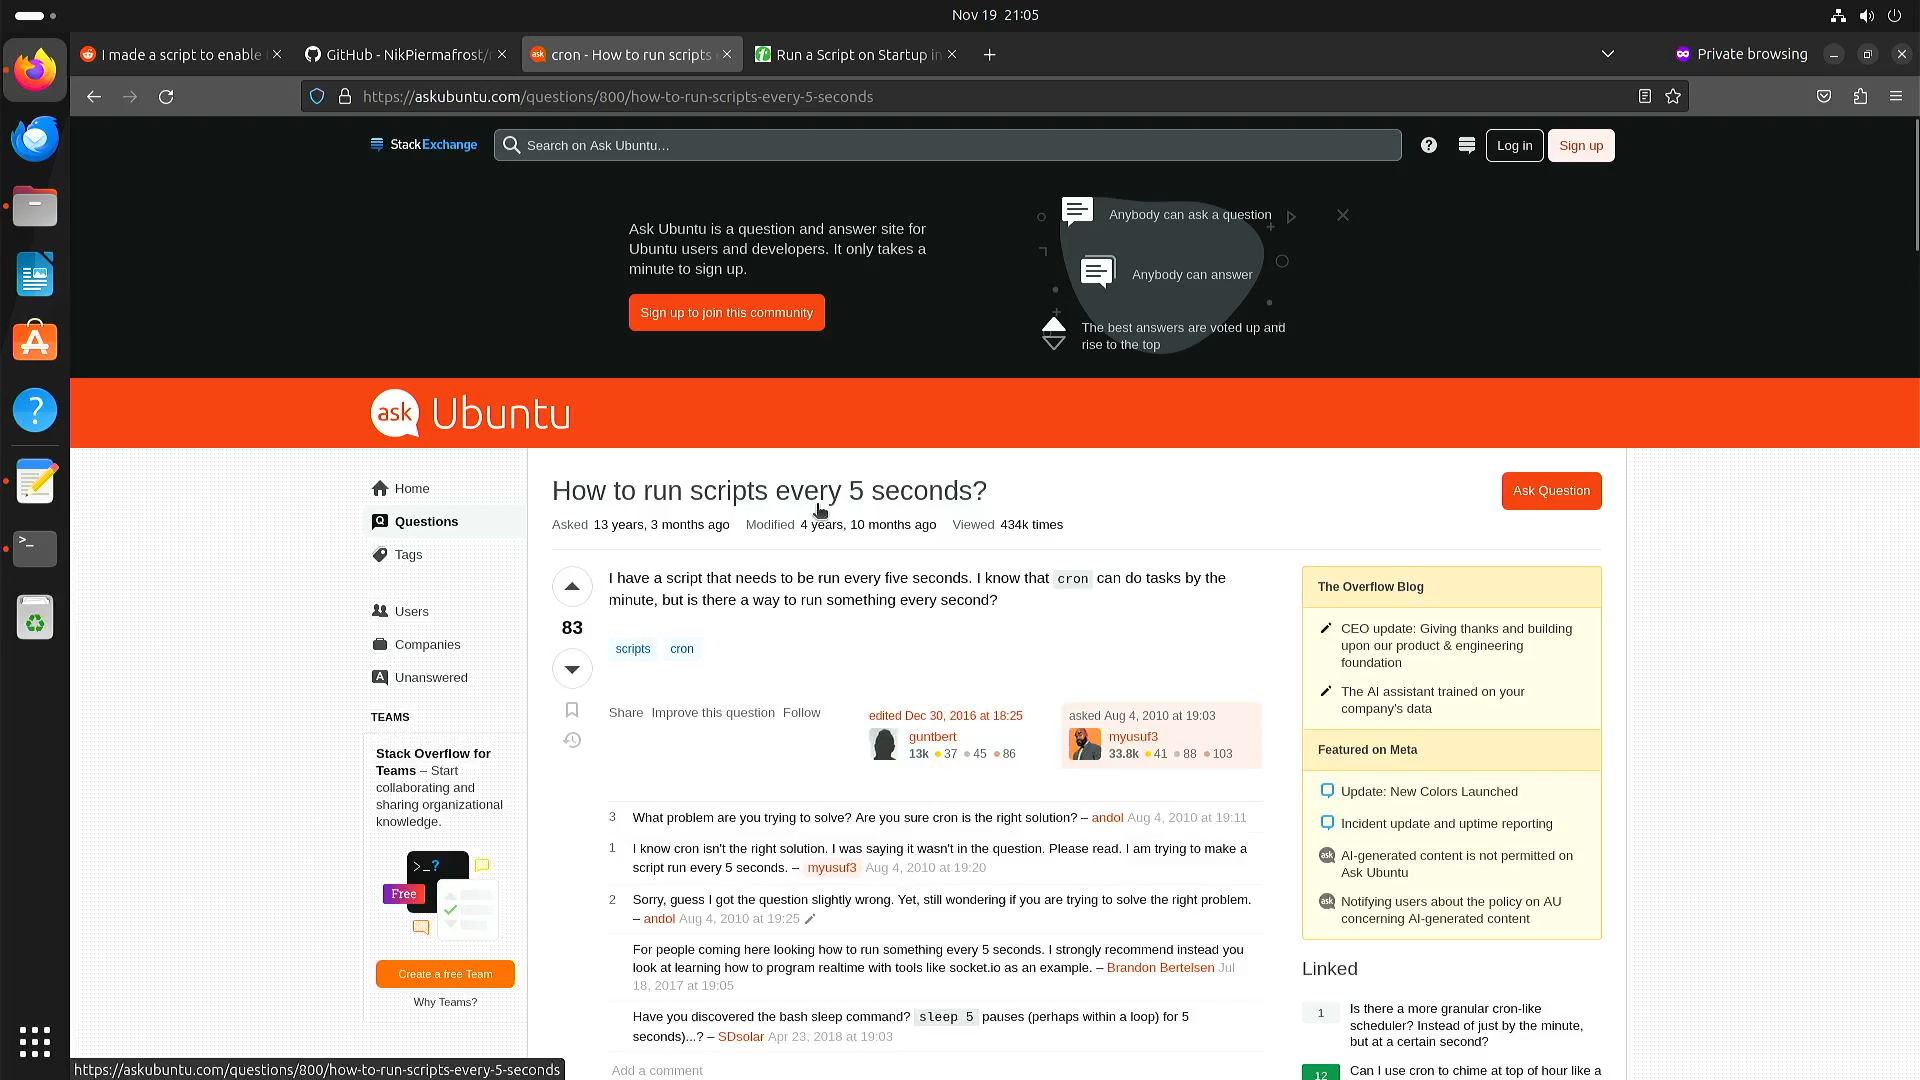 Nov 19 21:05
I made a script to enable
GitHub - NikPiermafrost/
cron - How to run scripts
Run a Script on Startup in
Private browsing
https://askubuntu.com/questions/800/how-to-run-scripts-every-5-seconds
StackExchange
Search on Ask Ubuntu…
Log in
Sign up
Ask Ubuntu is a question and answer site for
Ubuntu users and developers. It only takes a
minute to sign up.
Sign up to join this community
Anybody can ask a question
Anybody can answer
The best answers are voted up and
rise to the top
ask Ubuntu
Home
Questions
Tags
Users
Companies
Unanswered
TEAMS
Stack Overflow for
Teams – Start
collaborating and
sharing organizational
knowledge.
>_?
Free
Create a free Team
Why Teams?
How to run scripts every 5 seconds?
Ask Question
Asked 13 years, 3 months ago Modified 4 years, 10 months ago Viewed 434k times
I have a script that needs to be run every five seconds. I know that cron can do tasks by the
minute, but is there a way to run something every second?
83
scripts cron
Share Improve this question Follow
edited Dec 30, 2016 at 18:25
guntbert
13k 37 45 86
asked Aug 4, 2010 at 19:03
myusuf3
33.8k 41 88 103
3 What problem are you trying to solve? Are you sure cron is the right solution? – andol Aug 4, 2010 at 19:11
1 I know cron isn't the right solution. I was saying it wasn't in the question. Please read. I am trying to make a
script run every 5 seconds. – myusuf3 Aug 4, 2010 at 19:20
2 Sorry, guess I got the question slightly wrong. Yet, still wondering if you are trying to solve the right problem.
– andol Aug 4, 2010 at 19:25
For people coming here looking how to run something every 5 seconds. I strongly recommend instead you
look at learning how to program realtime with tools like socket.io as an example. – Brandon Bertelsen Jul
18, 2017 at 19:05
Have you discovered the bash sleep command? sleep 5 pauses (perhaps within a loop) for 5
seconds)...? – SDsolar Apr 23, 2018 at 19:03
Add a comment
The Overflow Blog
CEO update: Giving thanks and building
upon our product & engineering
foundation
The AI assistant trained on your
company's data
Featured on Meta
Update: New Colors Launched
Incident update and uptime reporting
AI-generated content is not permitted on
Ask Ubuntu
Notifying users about the policy on AU
concerning AI-generated content
Linked
1 Is there a more granular cron-like
scheduler? Instead of just by the minute,
but at a certain second?
12 Can I use cron to chime at top of hour like a
https://askubuntu.com/questions/800/how-to-run-scripts-every-5-seconds